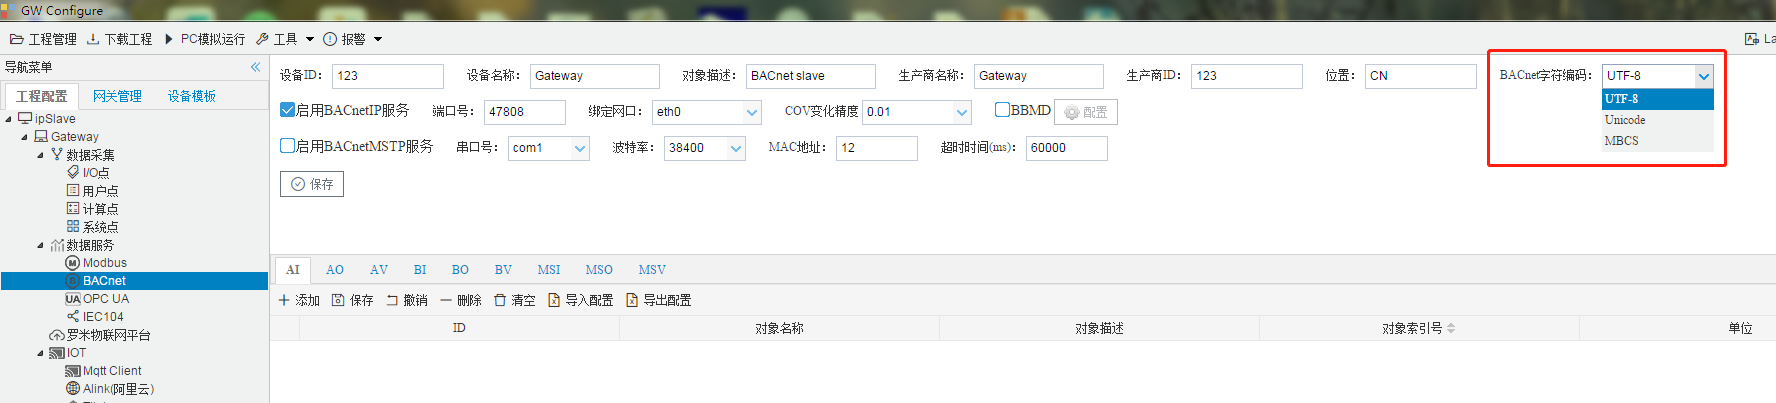 GW Configure
工程管理 下载工程 PC模拟运行 工具 报警 La
导航菜单
工程配置 网关管理 设备模板
ipSlave
Gateway
数据采集
I/O点
用户点
计算点
系统点
数据服务
Modbus
BACnet
OPC UA
IEC104
罗米物联网平台
IOT
Mqtt Client
Alink(阿里云)
设备ID: 123 设备名称: Gateway 对象描述: BACnet slave 生产商名称: Gateway 生产商ID: 123 位置: CN BACnet字符编码: UTF-8
UTF-8
Unicode
MBCS
启用BACnetIP服务 端口号: 47808 绑定网口: eth0 COV变化精度 0.01 BBMD 配置
启用BACnetMSTP服务 串口号: com1 波特率: 38400 MAC地址: 12 超时时间(ms): 60000
保存
AI AO AV BI BO BV MSI MSO MSV
添加 保存 撤销 删除 清空 导入配置 导出配置
ID 对象名称 对象描述 对象索引号 单位